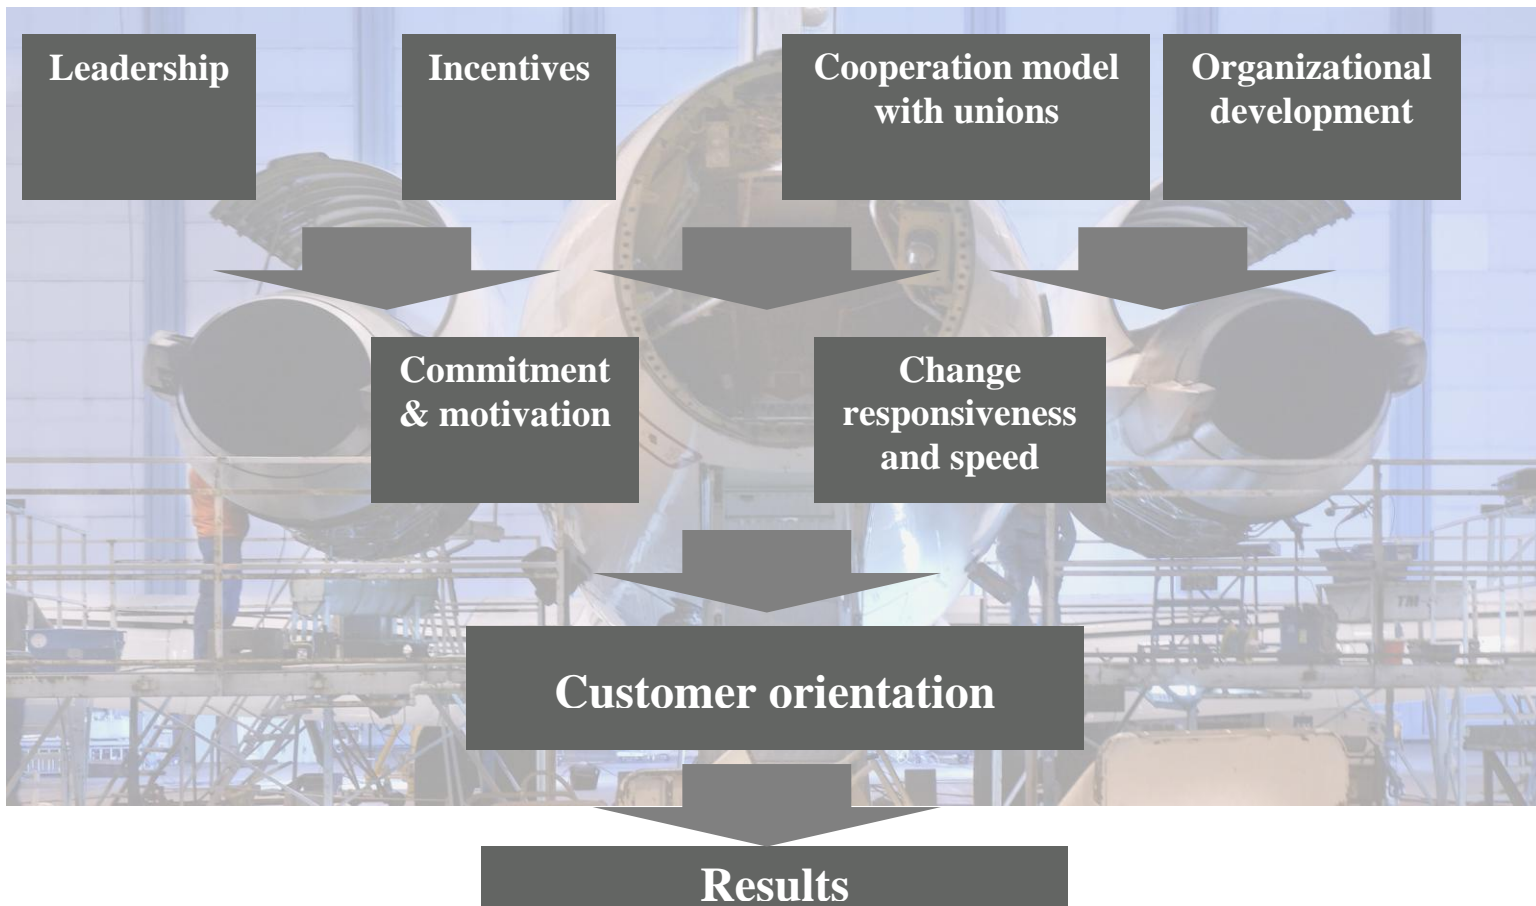 Leadership
Incentives
Cooperation model
with unions
Organizational
development
Commitment
& motivation
Change
responsiveness
and speed
Customer orientation
Results